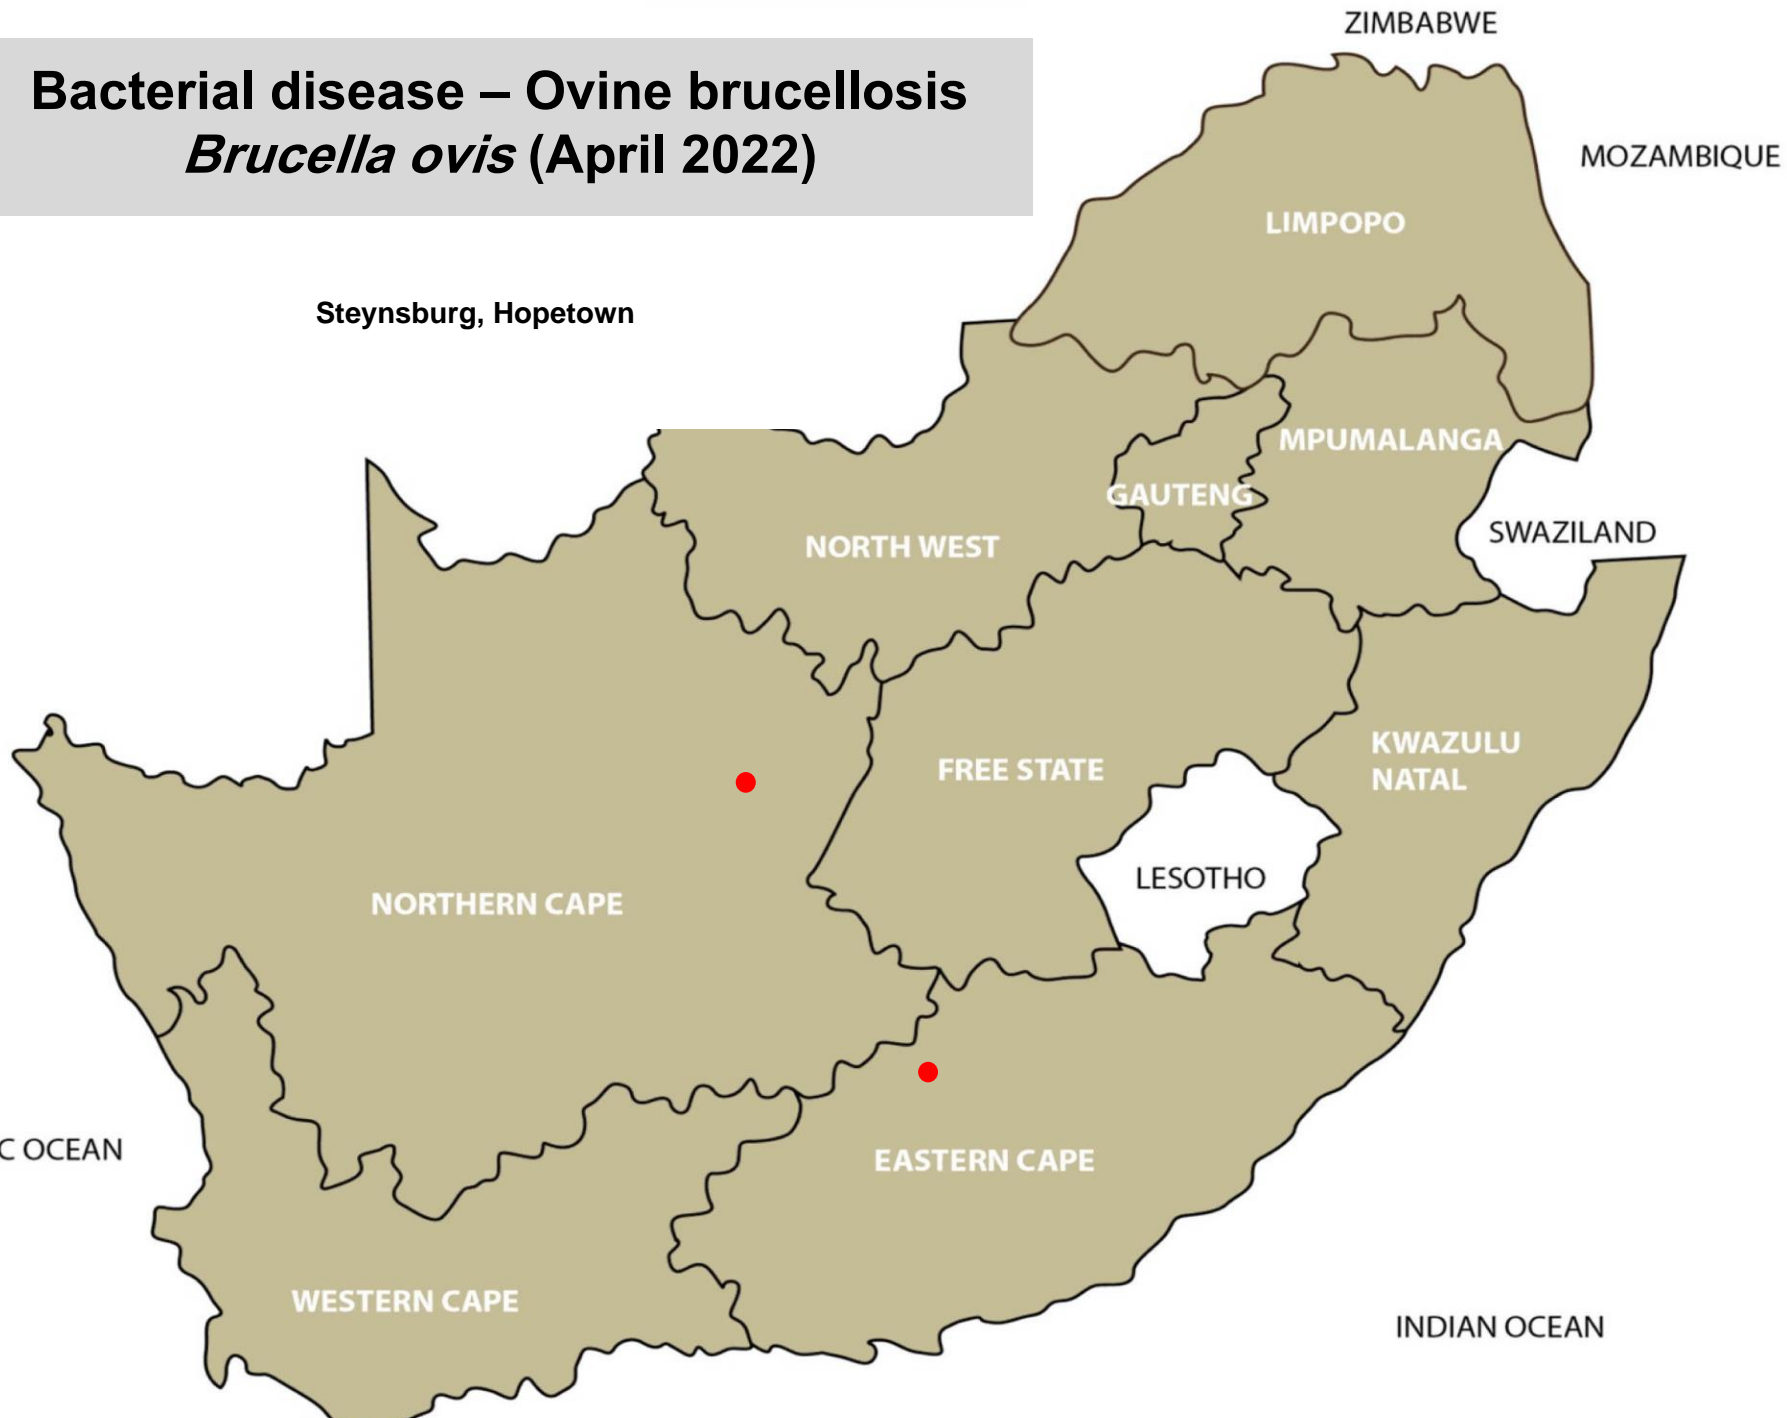 ZIMBABWE
Bacterial disease – Ovine brucellosis
Brucella ovis (April 2022)
MOZAMBIQUE
LIMPOPO
Steynsburg, Hopetown
MPUMALANGA
GAUTENG
SWAZILAND
NORTH WEST
KWAZULU
NATAL
FREE STATE
LESOTHO
NORTHERN CAPE
C OCEAN
EASTERN CAPE
WESTERN CAPE
INDIAN OCEAN